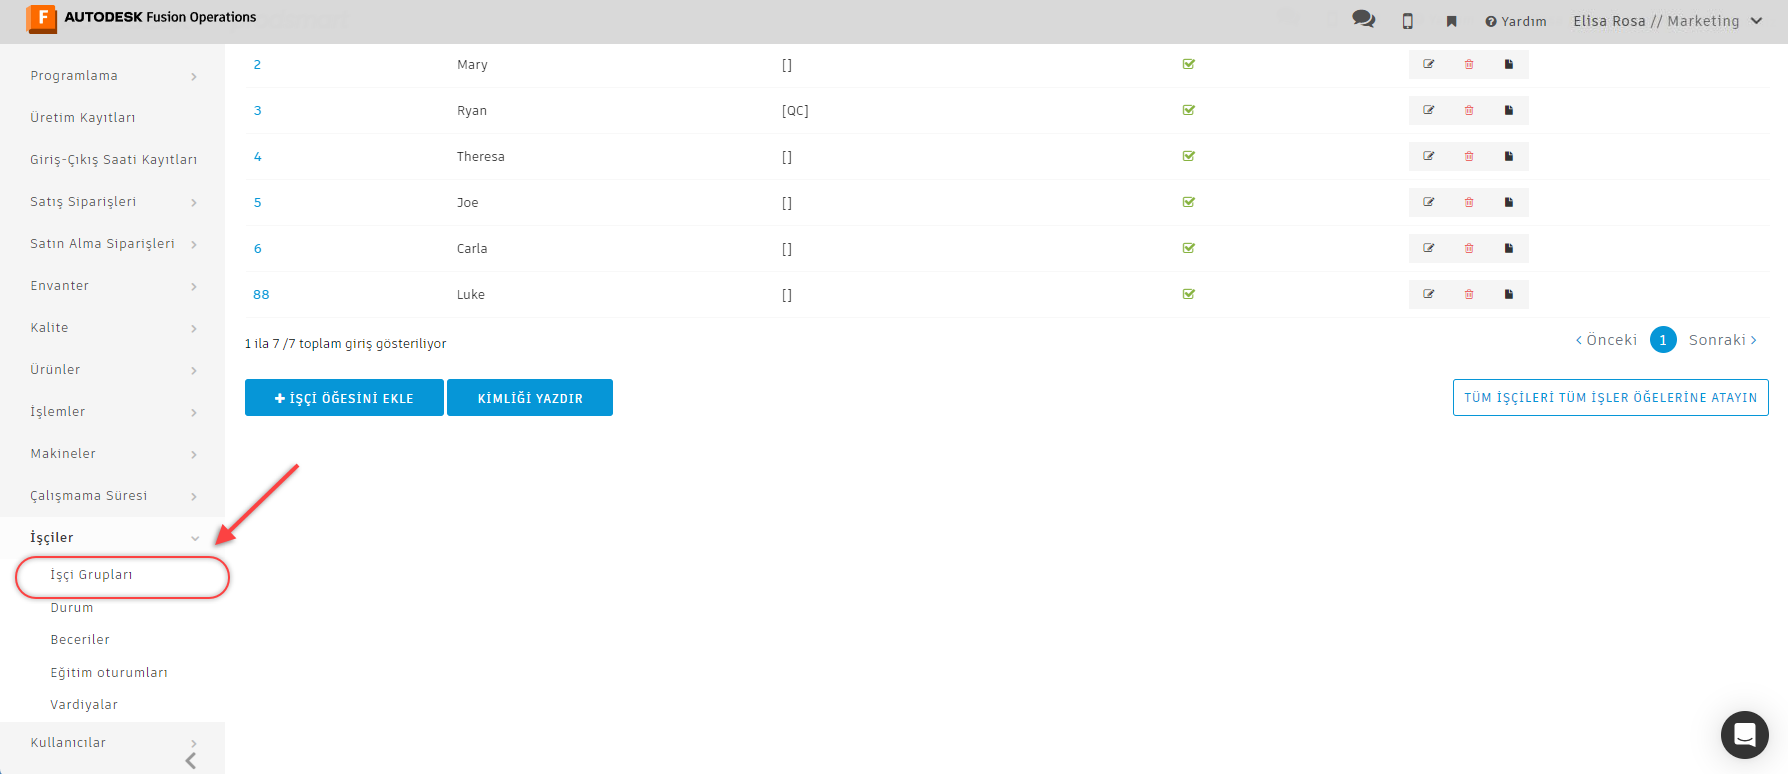 F AUTODESK Fusion Operations
Yardım
Elisa Rosa // Marketing
Programlama
Üretim Kayıtları
Giriş-Çıkış Saati Kayıtları
Satış Siparişleri
Satın Alma Siparişleri
Envanter
Kalite
Ürünler
İşlemler
Makineler
Çalışmama Süresi
İşçiler
İşçi Grupları
Durum
Beceriler
Eğitim oturumları
Vardiyalar
Kullanıcılar
2 Mary []
3 Ryan [QC]
4 Theresa []
5 Joe []
6 Carla []
88 Luke []
1 ila 7 /7 toplam giriş gösteriliyor
< Önceki 1 Sonraki >
+ İŞÇİ ÖĞESİNİ EKLE
KİMLİĞİ YAZDIR
TÜM İŞÇİLERİ TÜM İŞLER ÖĞELERİNE ATAYIN